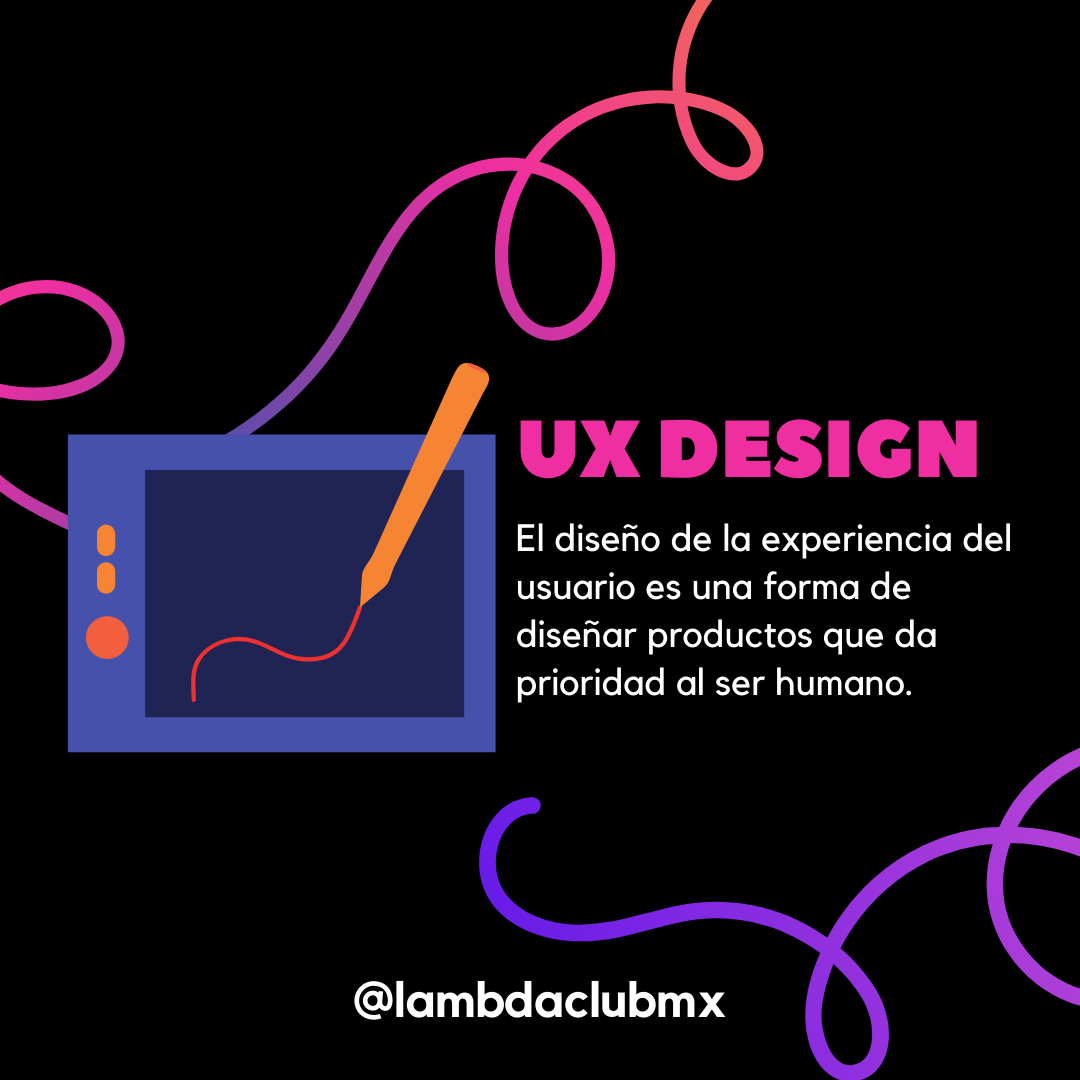 UX DESIGN
El diseño de la experiencia del
usuario es una forma de
diseñar productos que da
prioridad al ser humano.
@lambdaclubmx